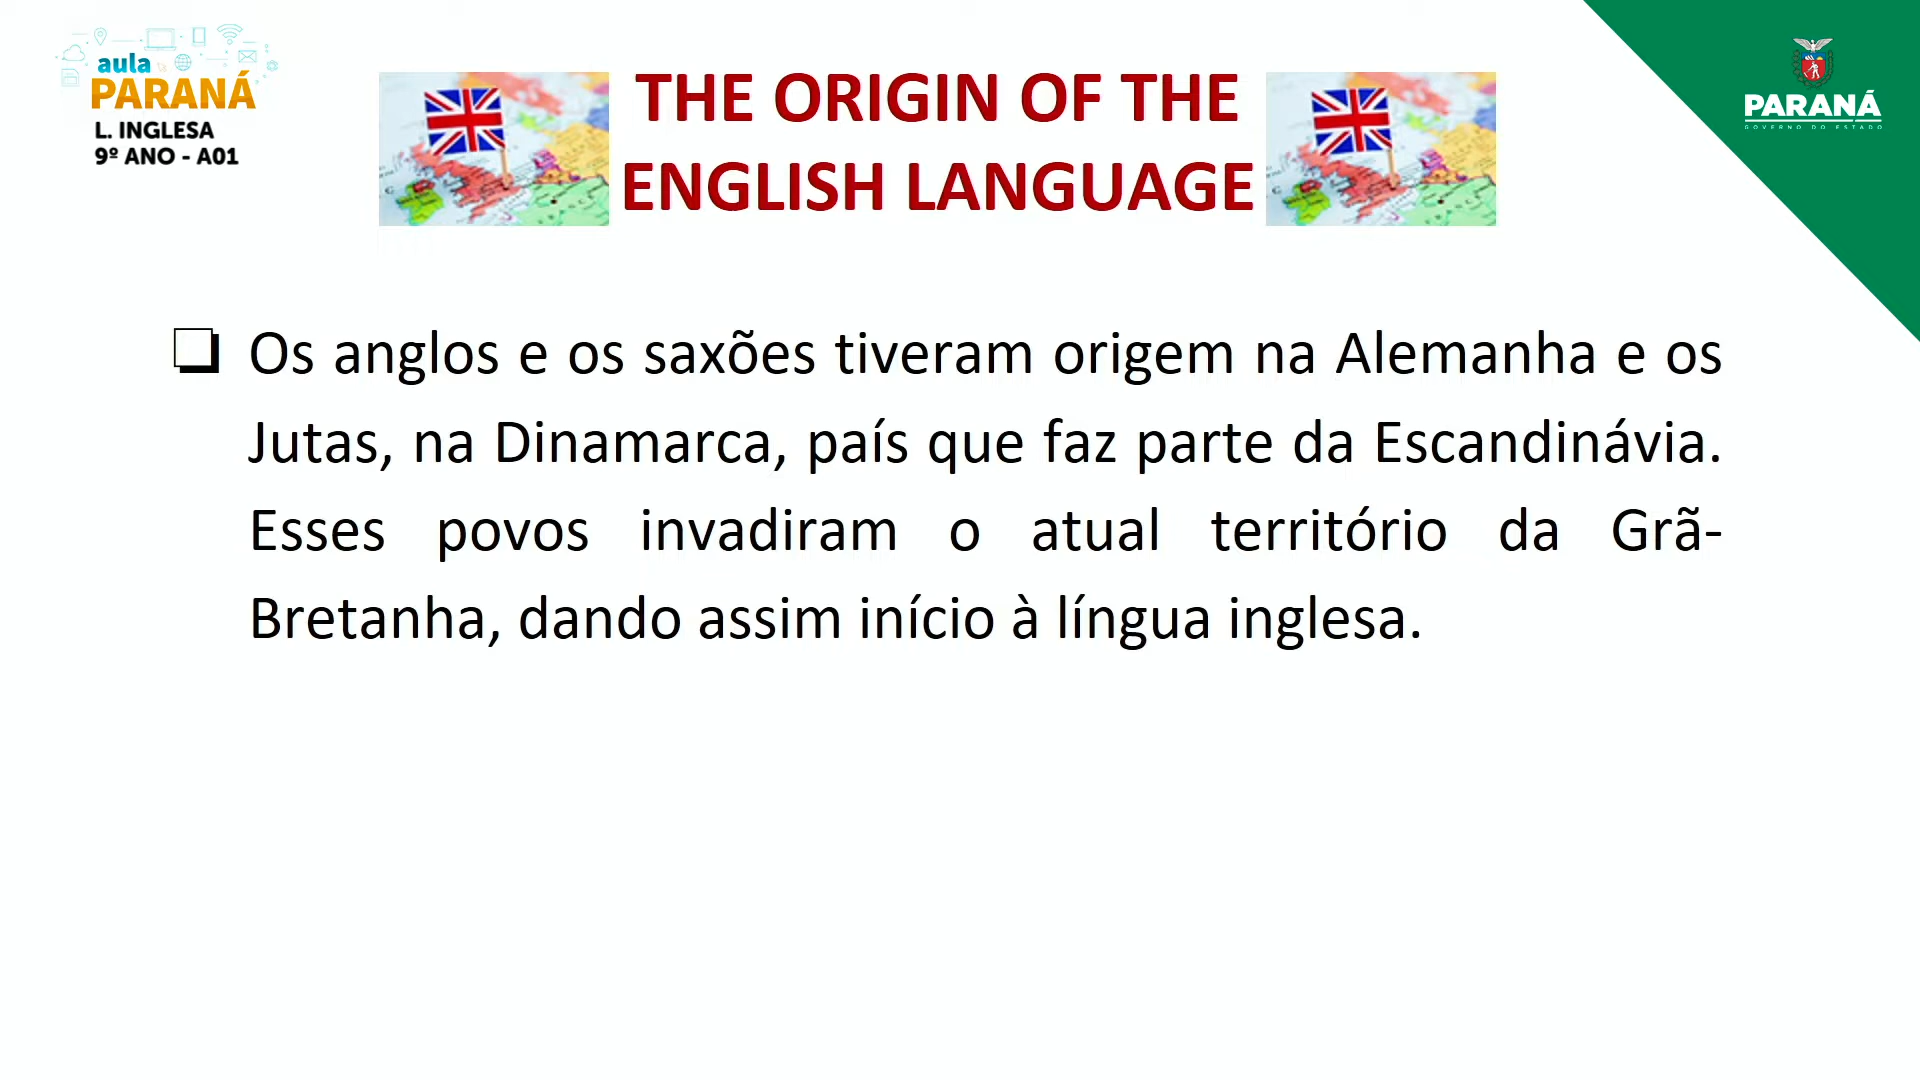 aula
PARANÁ
L. INGLESA
9º ANO - A01
THE ORIGIN OF THE
ENGLISH LANGUAGE
PARANÁ
GOVERNO DO ESTADO
Os anglos e os saxões tiveram origem na Alemanha e os
Jutas, na Dinamarca, país que faz parte da Escandinávia.
Esses povos invadiram o atual território da Grã-
Bretanha, dando assim início à língua inglesa.